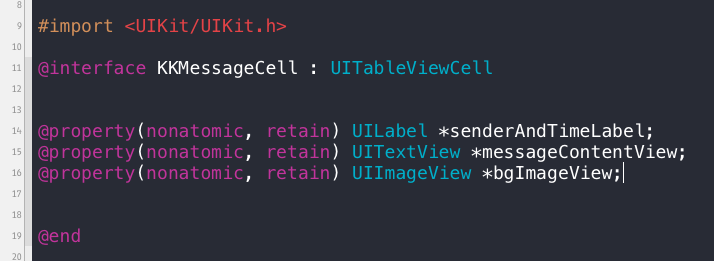 8
9 #import <UIKit/UIKit.h>
10
11 @interface KKMessageCell : UITableViewCell
12
13
14 @property(nonatomic, retain) UILabel *senderAndTimeLabel;
15 @property(nonatomic, retain) UITextView *messageContentView;
16 @property(nonatomic, retain) UIImageView *bgImageView;
17
18
19 @end
20